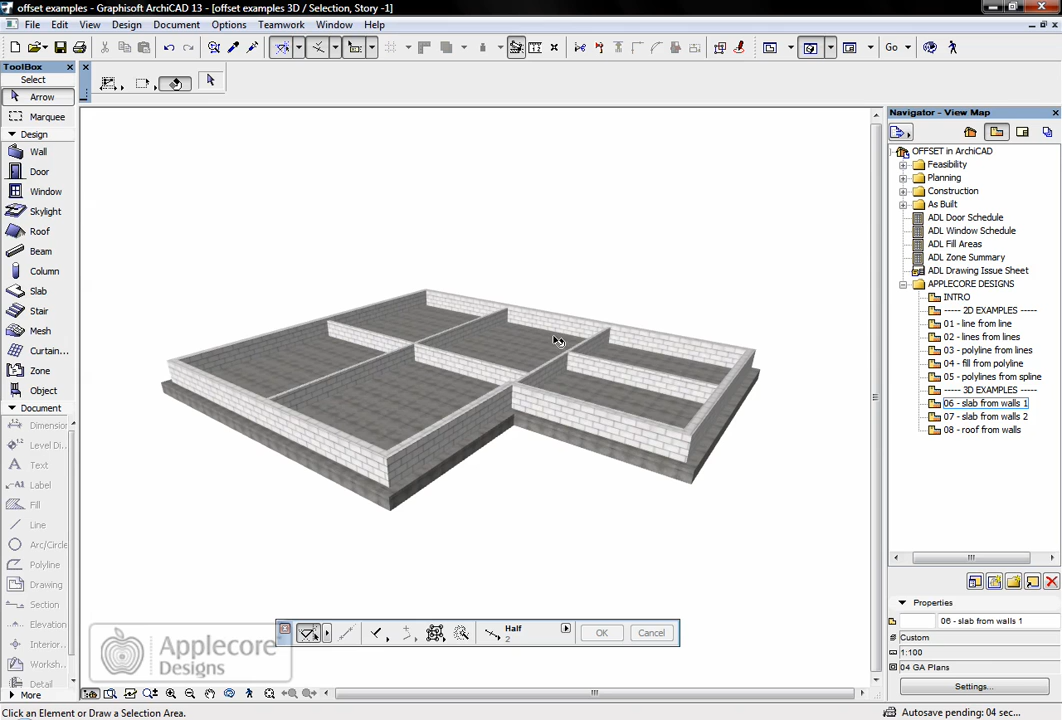 offset examples - Graphisoft ArchiCAD 13 - [offset examples 3D / Selection, Story -1]
File Edit View Design Document Options Teamwork Window Help
ToolBox
Select
Arrow
Marquee
Design
Wall
Door
Window
Skylight
Roof
Beam
Column
Slab
Stair
Mesh
Curtain...
Zone
Object
Document
Dimensior
Level Di
Text
Label
Fill
Line
Arc/Circle
Polyline
Drawing
Section
Elevation
Interior..
Worksh..
Detail
More
Go
Navigator - View Map
OFFSET in ArchiCAD
Feasibility
Planning
Construction
As Built
ADL Door Schedule
ADL Window Schedule
ADL Fill Areas
ADL Zone Summary
ADL Drawing Issue Sheet
APPLECORE DESIGNS
INTRO
----- 2D EXAMPLES -----
01 - line from line
02 - lines from lines
03 - polyline from lines
04 - fill from polyline
05 - polylines from spline
----- 3D EXAMPLES -----
06 - slab from walls 1
07 - slab from walls 2
08 - roof from walls
Properties
06 - slab from walls 1
Custom
1:100
04 GA Plans
Settings...
Half
2
OK
Cancel
Applecore
Designs
Click an Element or Draw a Selection Area.
Autosave pending: 04 sec...